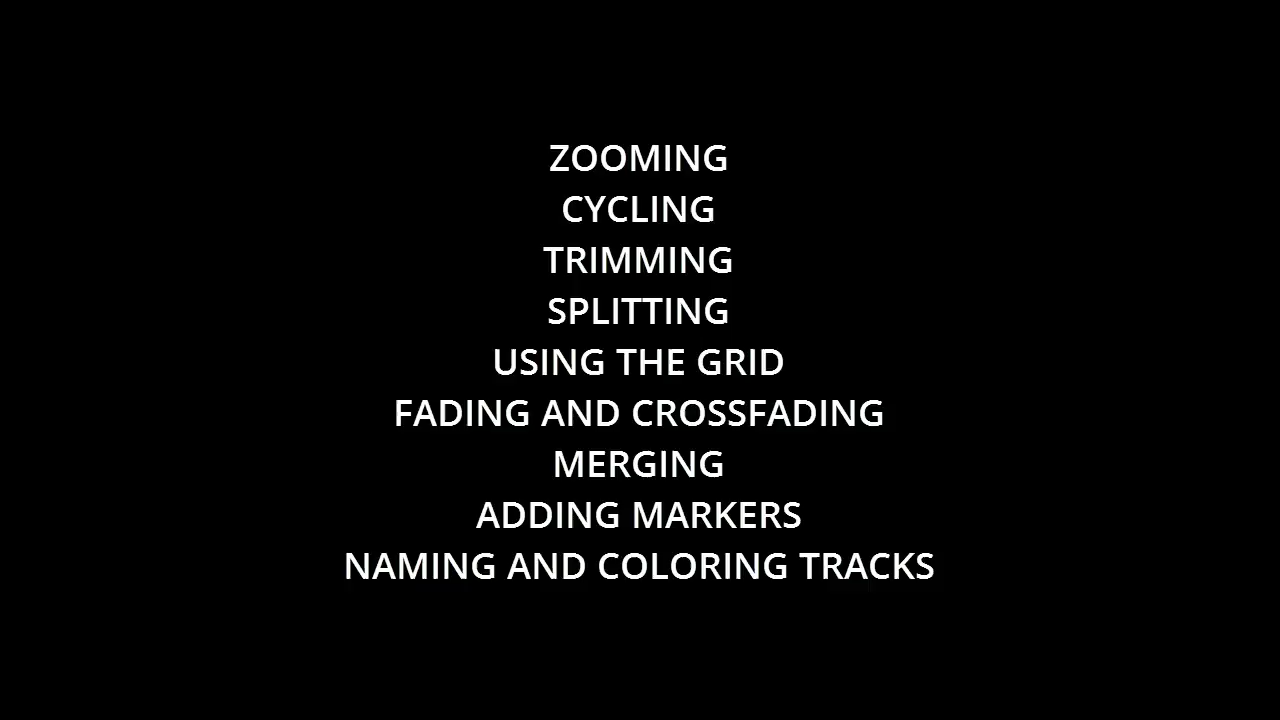 ZOOMING
CYCLING
TRIMMING
SPLITTING
USING THE GRID
FADING AND CROSSFADING
MERGING
ADDING MARKERS
NAMING AND COLORING TRACKS